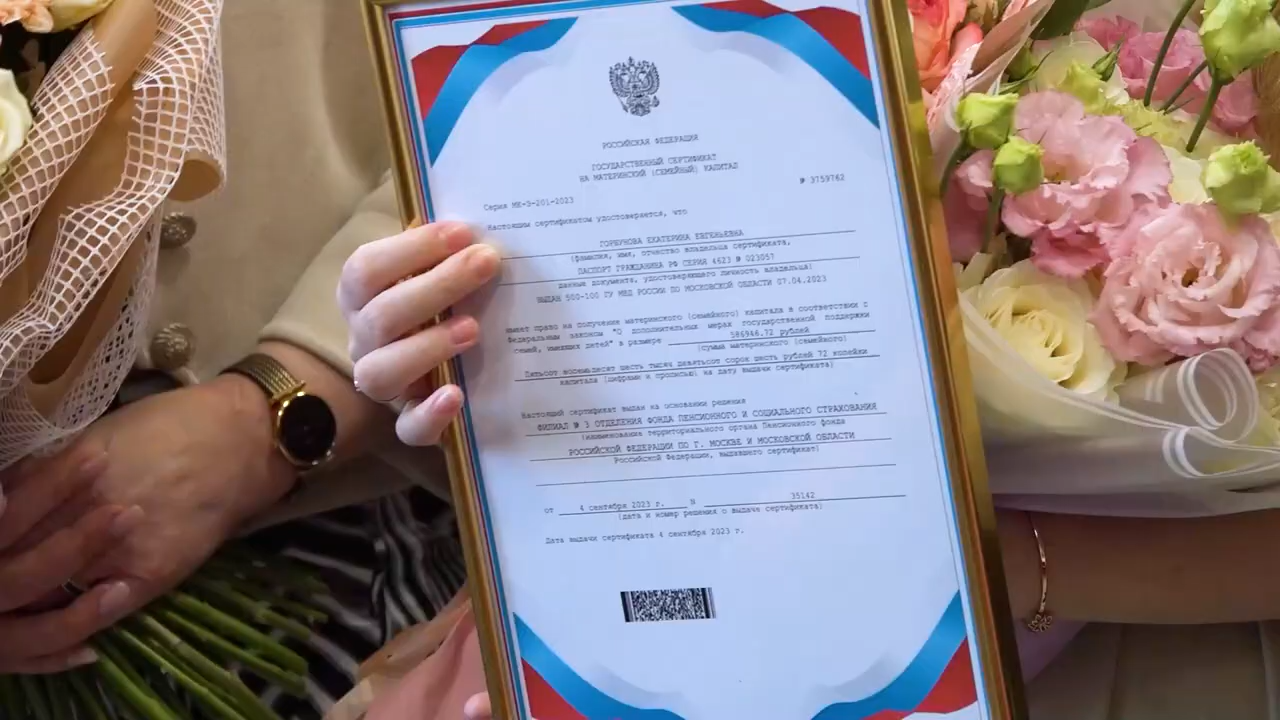 РОССИЙСКАЯ ФЕДЕРАЦИЯ
ГОСУДАРСТВЕННЫЙ СЕРТИФИКАТ
НА МАТЕРИНСКИЙ (СЕМЕЙНЫЙ) КАПИТАЛ
№ 3759762
Серия МК-Э-201-2023
Настоящим сертификатом удостоверяется, что
ГОРБУНОВА ЕКАТЕРИНА ЕВГЕНЬЕВНА
(фамилия, имя, отчество владельца сертификата,
ПАСПОРТ ГРАЖДАНИНА РФ СЕРИЯ 4623 № 023057
данные документа, удостоверяющего личность владельца)
ВЫДАН 500-100 ГУ МВД РОССИИ ПО МОСКОВСКОЙ ОБЛАСТИ 07.04.2023
имеет право на получение материнского (семейного) капитала в соответствии с
Федеральным законом "О дополнительных мерах государственной поддержки
семей, имеющих детей" в размере 586946,72 рублей
(сумма материнского (семейного)
Пятьсот восемьдесят шесть тысяч девятьсот сорок шесть рублей 72 копейки
капитала (цифрами и прописью) на дату выдачи сертификата)
Настоящий сертификат выдан на основании решения
ФИЛИАЛ № 3 ОТДЕЛЕНИЯ ФОНДА ПЕНСИОННОГО И СОЦИАЛЬНОГО СТРАХОВАНИЯ
(наименование территориального органа Пенсионного фонда
РОССИЙСКОЙ ФЕДЕРАЦИИ ПО Г. МОСКВЕ И МОСКОВСКОЙ ОБЛАСТИ
Российской Федерации, выдавшего сертификат)
от 4 сентября 2023 г. N 35142
(дата и номер решения о выдаче сертификата)
Дата выдачи сертификата 4 сентября 2023 г.